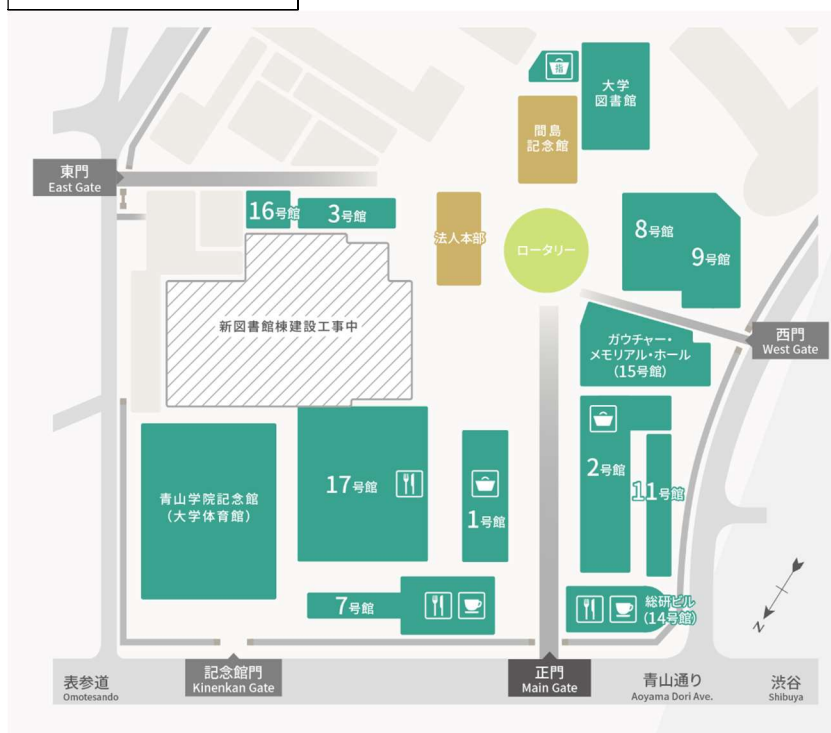 指
大学
図書館
間島
記念館
東門
East Gate
16号館
3号館
法人本部
ロータリー
8号館
9号館
新図書館棟建設工事中
ガウチャー・
メモリアル・ホール
(15号館)
西門
West Gate
青山学院記念館
(大学体育館)
17号館
1号館
2号館
11号館
7号館
総研ビル
(14号館)
N
表参道
Omotesando
記念館門
Kinenkan Gate
正門
Main Gate
青山通り
Aoyama Dori Ave.
渋谷
Shibuya